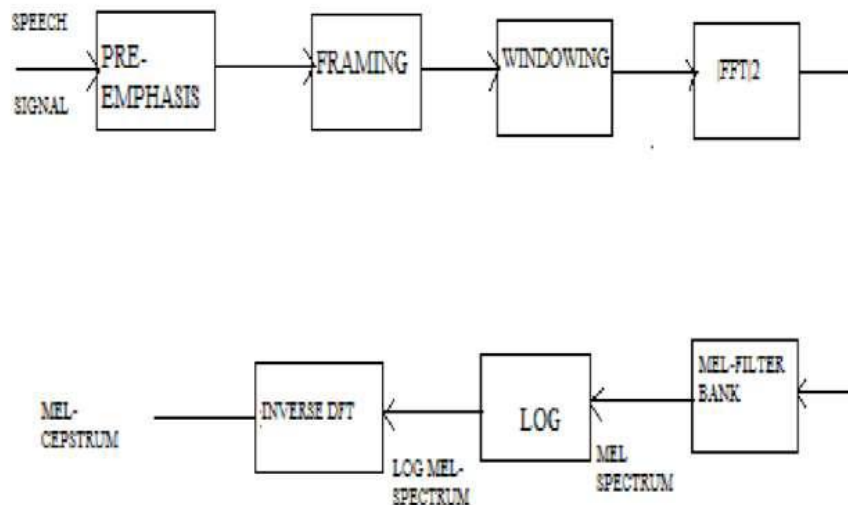 SPEECH
SIGNAL
PRE-
EMPHASIS
FRAMING
WINDOWING
|FFT|2
MEL-FILTER
BANK
MEL
SPECTRUM
LOG
LOG MEL-
SPECTRUM
INVERSE DFT
MEL-
CEPSTRUM